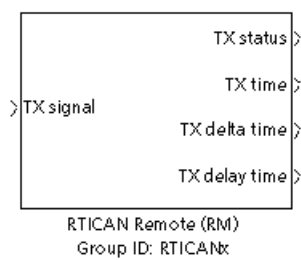 TX status
TX time
TX signal
TX delta time
TX delay time
RTICAN Remote (RM)
Group ID: RTICANx